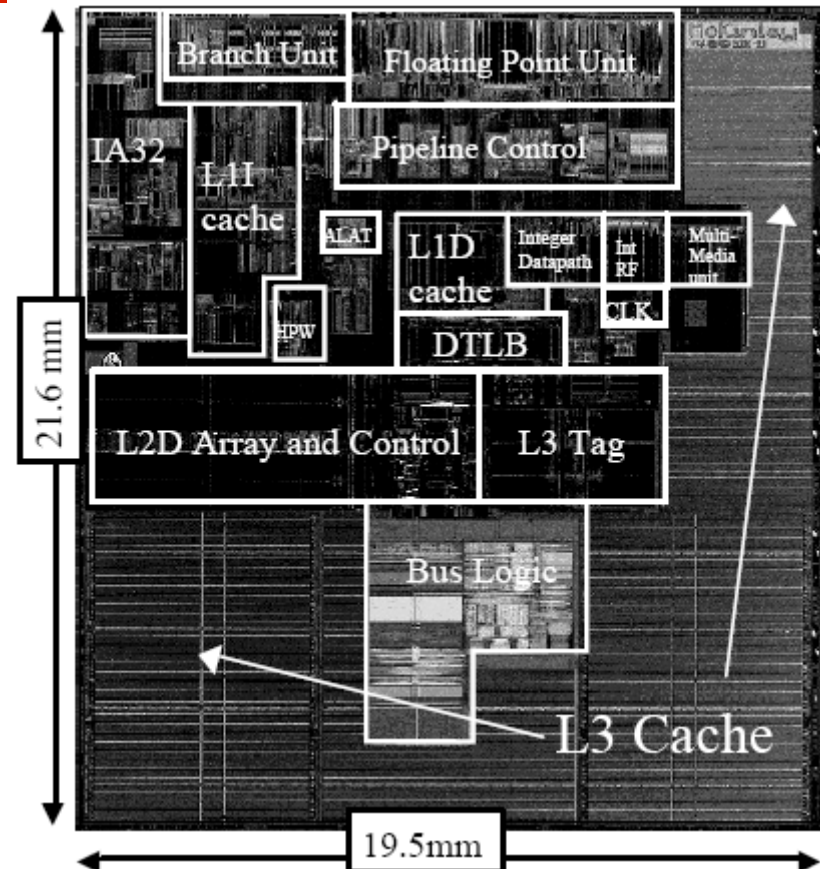 Branch Unit
Floating Point Unit
IA32
L1I
cache
Pipeline Control
ALAT
L1D
cache
Integer
Datapath
Int
RF
Multi-
Media
unit
CLK
HPW
DTLB
21.6 mm
L2D Array and Control
L3 Tag
Bus Logic
L3 Cache
19.5mm